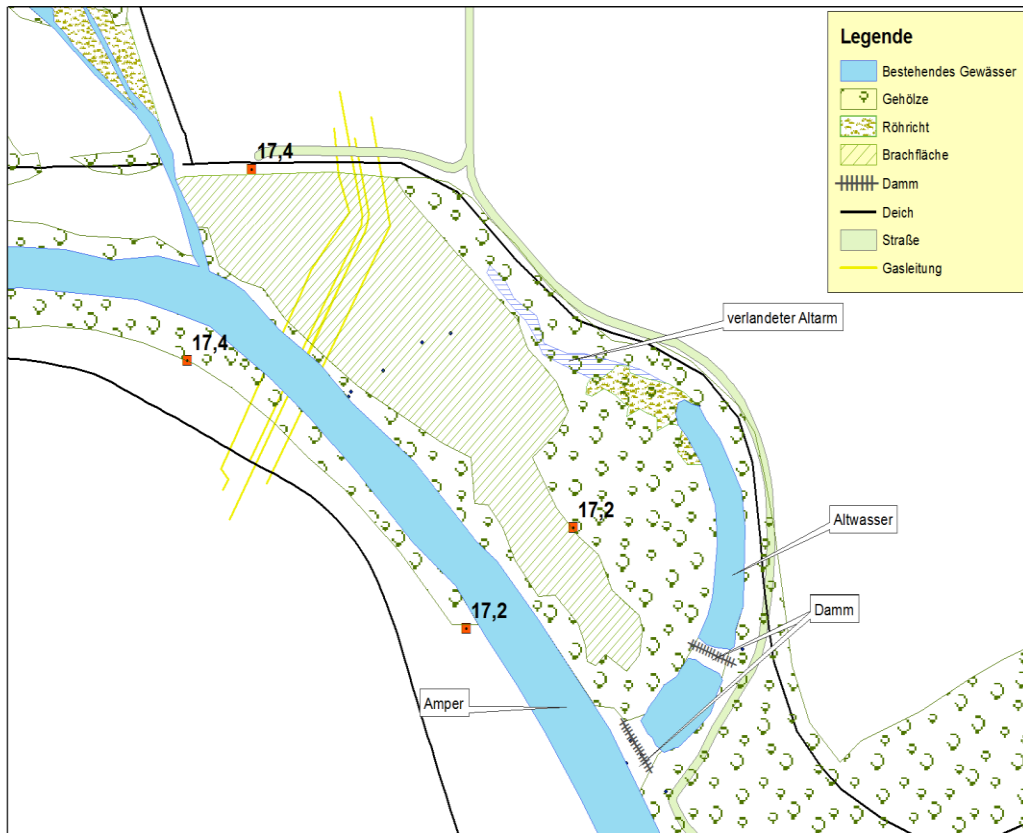 Legende
Bestehendes Gewässer
Gehölze
Röhricht
Brachfläche
Damm
Deich
Straße
Gasleitung
17,4
verlandeter Altarm
17,4
17,2
Altwasser
17,2
Damm
Amper